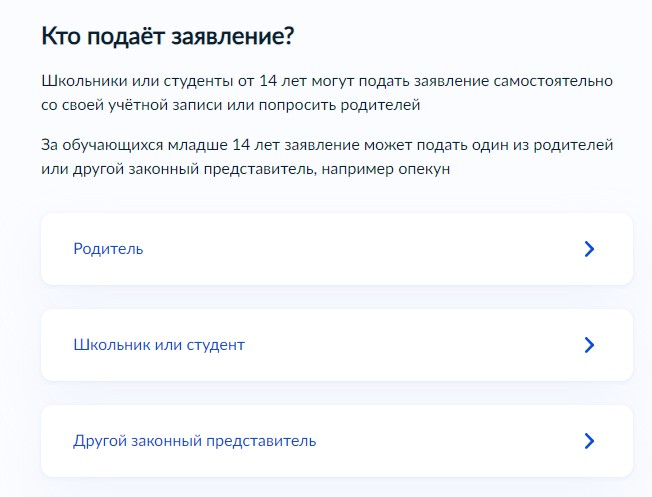 Кто подаёт заявление?
Школьники или студенты от 14 лет могут подать заявление самостоятельно
со своей учётной записи или попросить родителей
За обучающихся младше 14 лет заявление может подать один из родителей
или другой законный представитель, например опекун
Родитель
Школьник или студент
Другой законный представитель